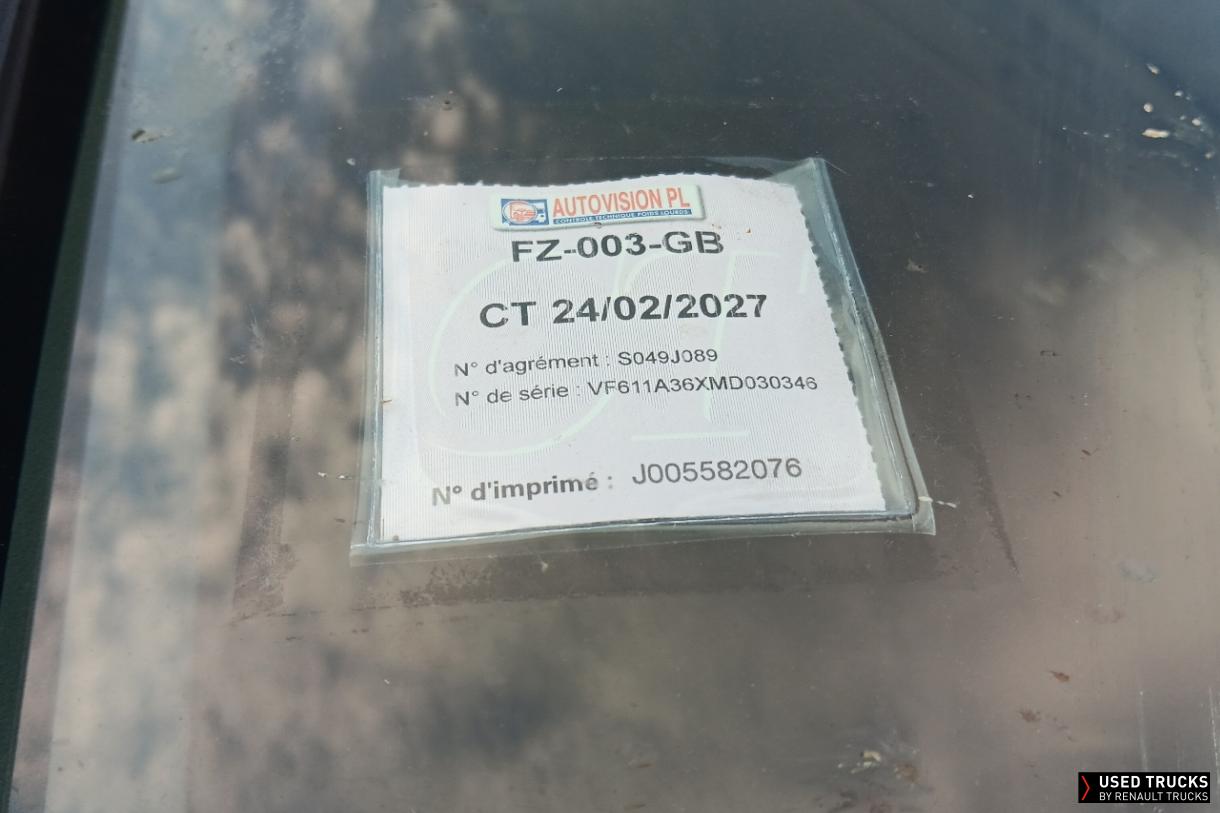 AUTOVISION PL
CONTROLE TECHNIQUE POIDS LOURDS
FZ-003-GB
CT 24/02/2027
N° d'agrément : S049J089
N° de série : VF611A36XMD030346
N° d'imprimé : J005582076
USED TRUCKS
BY RENAULT TRUCKS